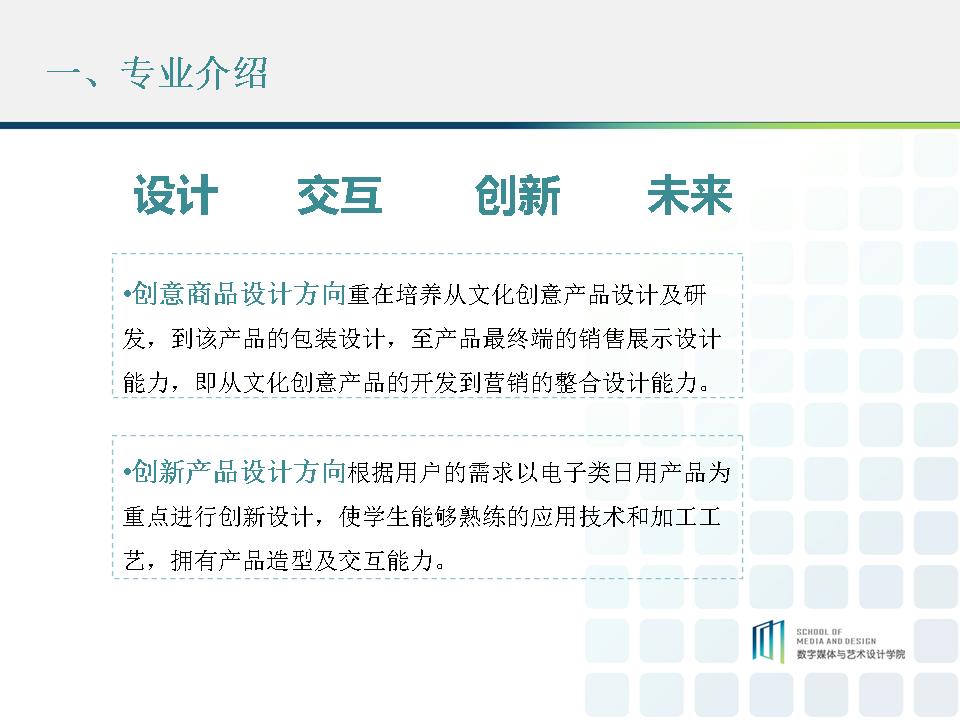 一、专业介绍
设计 交互 创新 未来
•创意商品设计方向重在培养从文化创意产品设计及研
发，到该产品的包装设计，至产品最终端的销售展示设计
能力，即从文化创意产品的开发到营销的整合设计能力。
•创新产品设计方向根据用户的需求以电子类日用产品为
重点进行创新设计，使学生能够熟练的应用技术和加工工
艺，拥有产品造型及交互能力。
SCHOOL OF
MEDIA AND DESIGN
数字媒体与艺术设计学院